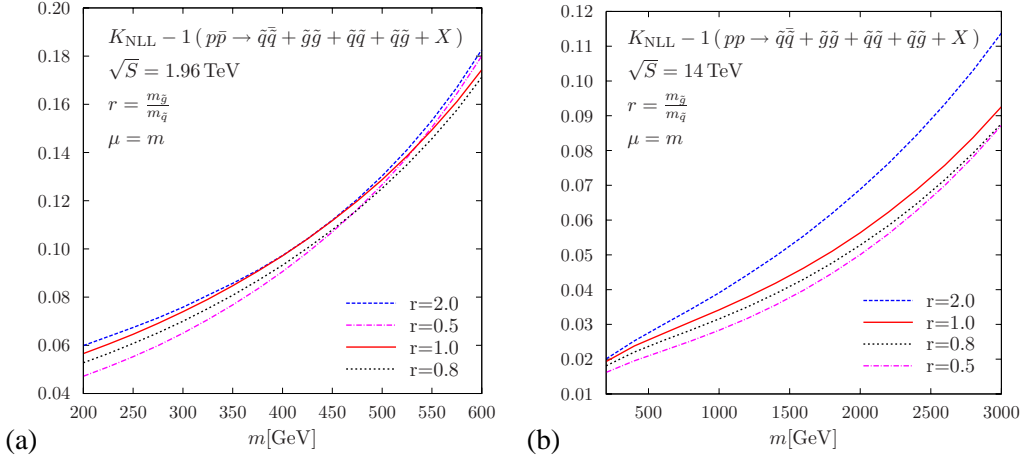 K_NLL − 1 ( pp̄ → q̃q̃̄ + g̃g̃ + q̃q̃ + q̃g̃ + X )
√S = 1.96 TeV
r = m_g̃/m_q̃
μ = m
0.20
0.18
0.16
0.14
0.12
0.10
0.08
0.06
0.04
r=2.0
r=0.5
r=1.0
r=0.8
200 250 300 350 400 450 500 550 600
(a) m[GeV]
K_NLL − 1 ( pp → q̃q̃̄ + g̃g̃ + q̃q̃ + q̃g̃ + X )
√S = 14 TeV
r = m_g̃/m_q̃
μ = m
0.12
0.11
0.10
0.09
0.08
0.07
0.06
0.05
0.04
0.03
0.02
0.01
r=2.0
r=1.0
r=0.8
r=0.5
500 1000 1500 2000 2500 3000
(b) m[GeV]